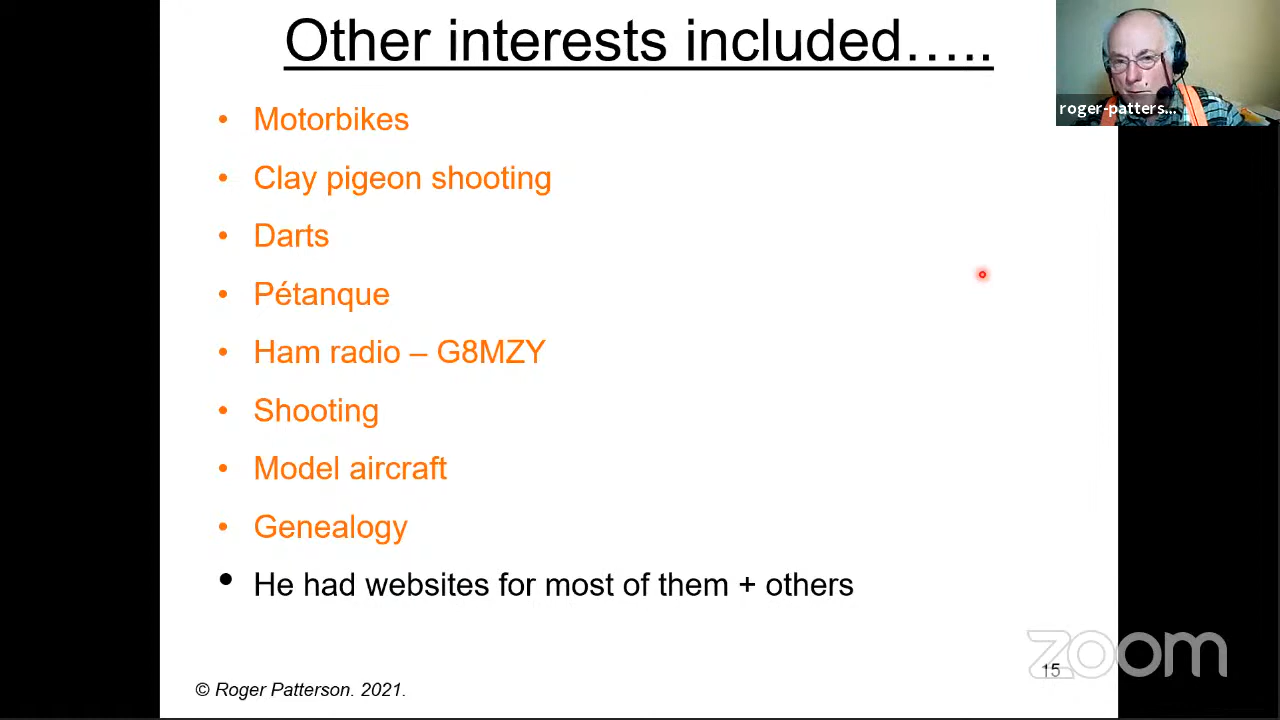 Other interests included…..
roger-patters...
• Motorbikes
• Clay pigeon shooting
• Darts
• Pétanque
• Ham radio – G8MZY
• Shooting
• Model aircraft
• Genealogy
• He had websites for most of them + others
zoom
15
© Roger Patterson. 2021.